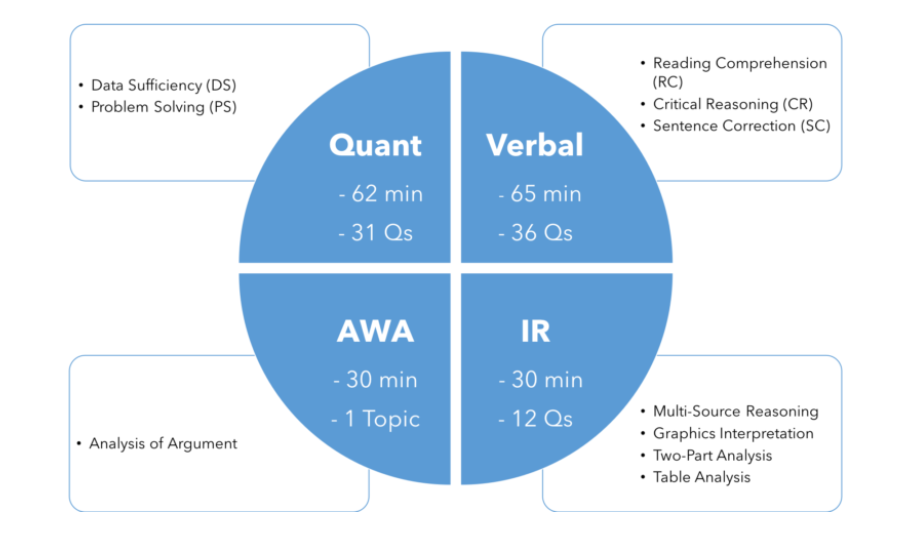 • Data Sufficiency (DS)
• Problem Solving (PS)
Quant
- 62 min
- 31 Qs
Verbal
- 65 min
- 36 Qs
• Reading Comprehension
(RC)
• Critical Reasoning (CR)
• Sentence Correction (SC)
• Analysis of Argument
AWA
- 30 min
- 1 Topic
IR
- 30 min
- 12 Qs
• Multi-Source Reasoning
• Graphics Interpretation
• Two-Part Analysis
• Table Analysis